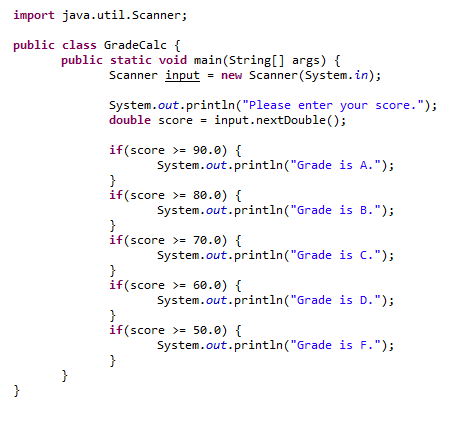 import java.util.Scanner;
public class GradeCalc {
public static void main(String[] args) {
Scanner input = new Scanner(System.in);
System.out.println("Please enter your score.");
double score = input.nextDouble();
if(score >= 90.0) {
System.out.println("Grade is A.");
}
if(score >= 80.0) {
System.out.println("Grade is B.");
}
if(score >= 70.0) {
System.out.println("Grade is C.");
}
if(score >= 60.0) {
System.out.println("Grade is D.");
}
if(score >= 50.0) {
System.out.println("Grade is F.");
}
}
}